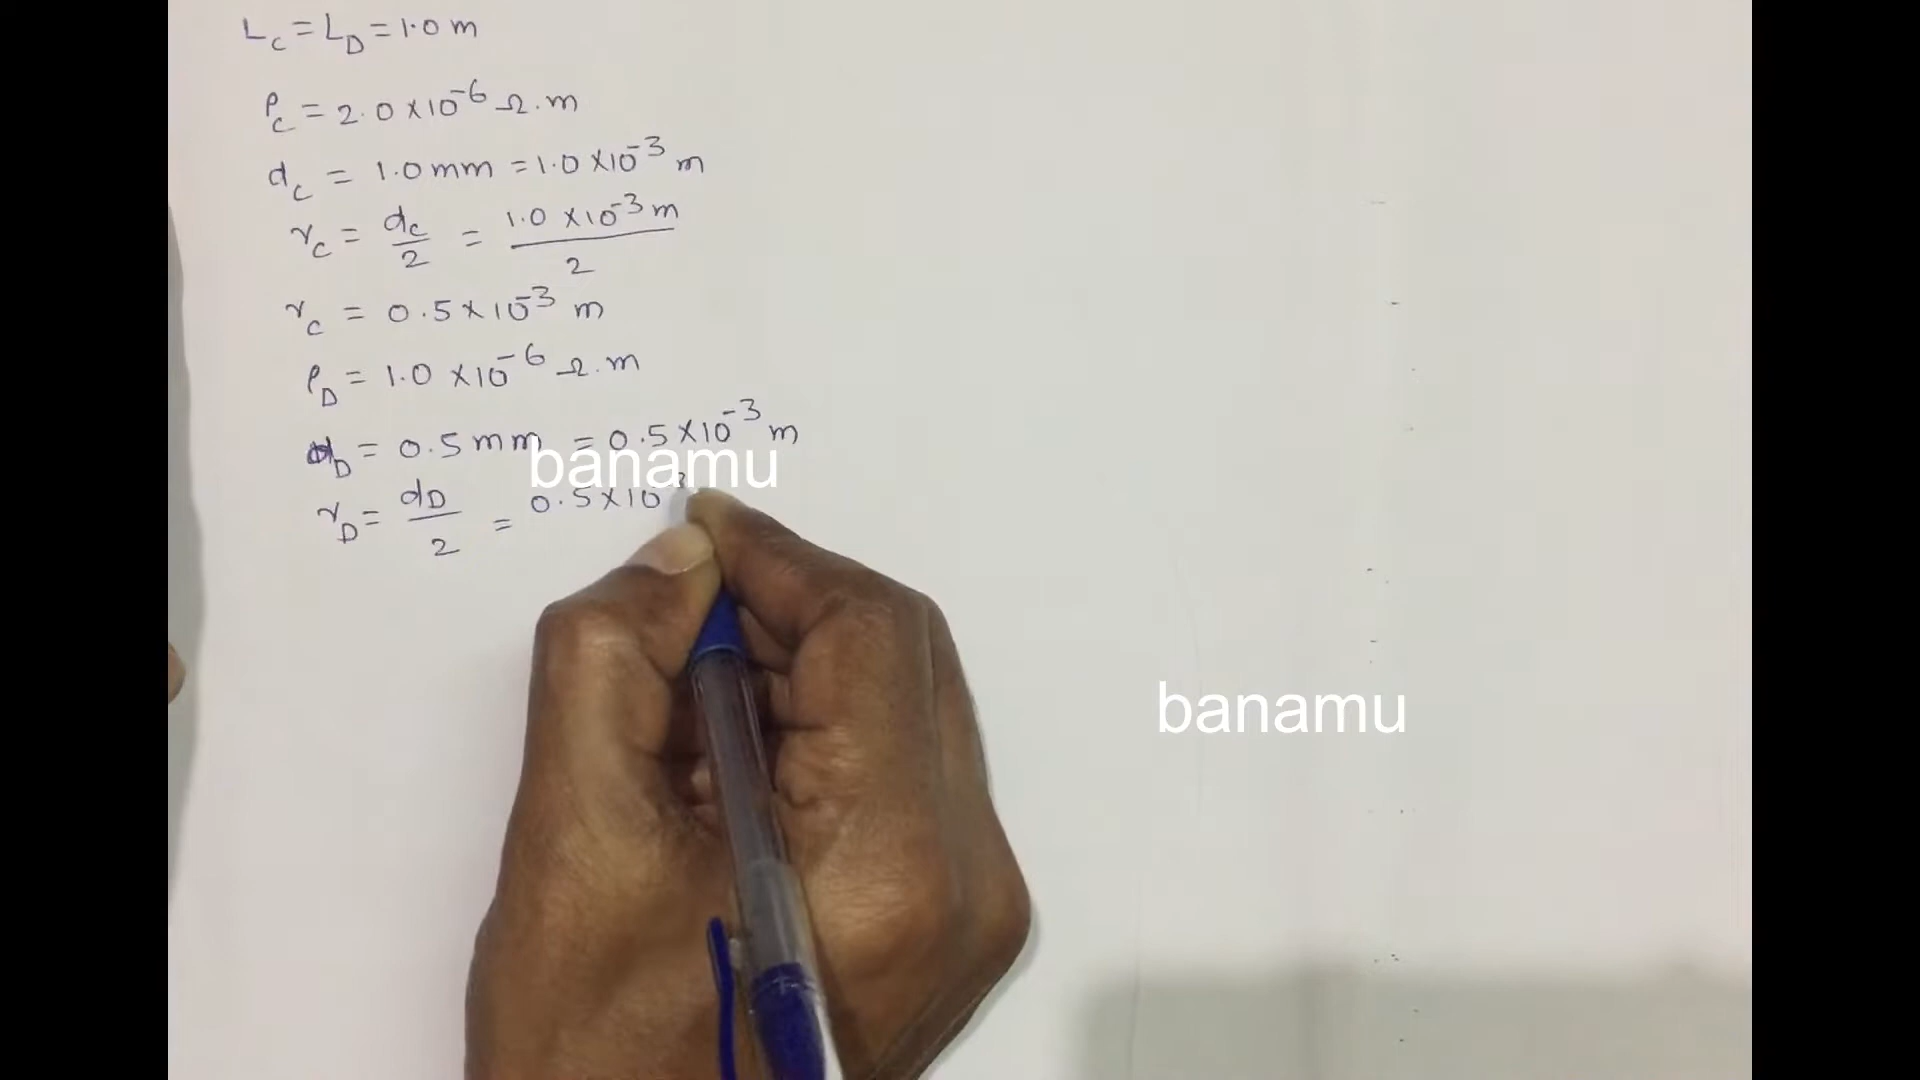 L_C = L_D = 1.0 m
ρ_C = 2.0 × 10⁻⁶ Ω.m
d_C = 1.0 mm = 1.0 × 10⁻³ m
r_C = d_C/2 = 1.0 × 10⁻³ m/2
r_C = 0.5 × 10⁻³ m
ρ_D = 1.0 × 10⁻⁶ Ω.m
d_D = 0.5 mm = 0.5 × 10⁻³ m
banamu
r_D = d_D/2 = 0.5 × 10⁻³
banamu